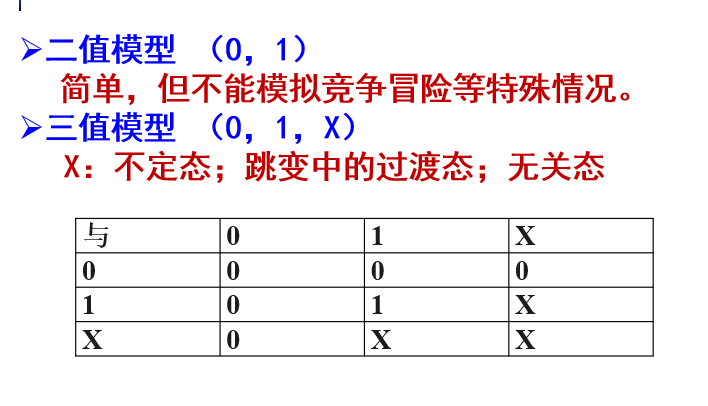 ➢二值模型 （0，1）
简单，但不能模拟竞争冒险等特殊情况。
➢三值模型 （0，1，X）
X：不定态；跳变中的过渡态；无关态
与 0 1 X
0 0 0 0
1 0 1 X
X 0 X X